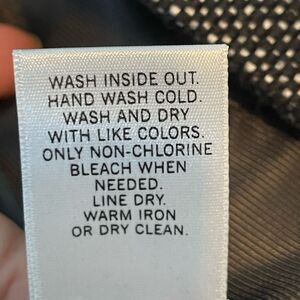 WASH INSIDE OUT.
HAND WASH COLD.
WASH AND DRY
WITH LIKE COLORS.
ONLY NON-CHLORINE
BLEACH WHEN
NEEDED.
LINE DRY.
WARM IRON
OR DRY CLEAN.